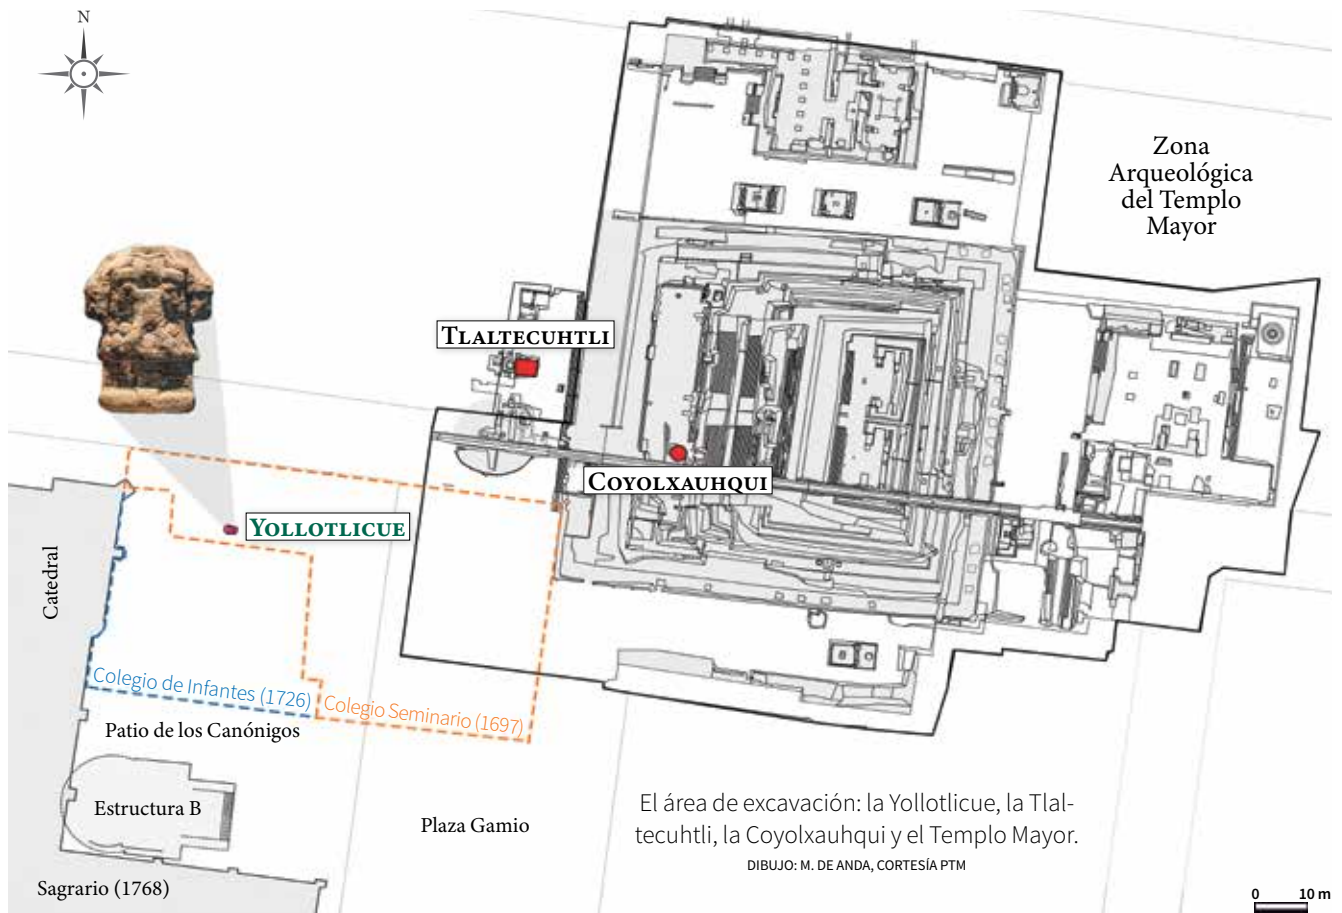 N
Zona
Arqueológica
del Templo
Mayor
Tlaltecuhtli
Coyolxauhqui
Yollotlicue
Catedral
Colegio de Infantes (1726)
Colegio Seminario (1697)
Patio de los Canónigos
Estructura B
Plaza Gamio
El área de excavación: la Yollotlicue, la Tlal-
tecuhtli, la Coyolxauhqui y el Templo Mayor.
DIBUJO: M. DE ANDA, CORTESÍA PTM
Sagrario (1768)
0 10 m